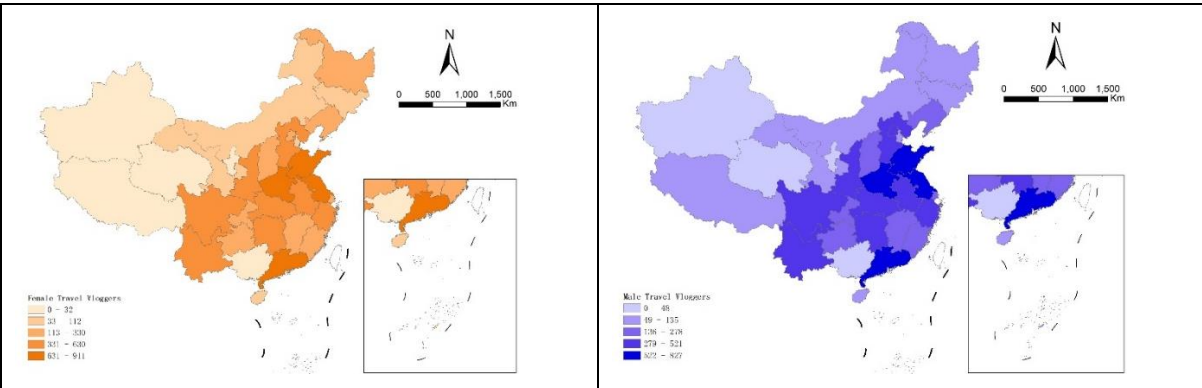 N
0 500 1,000 1,500
Km
Female Travel Vloggers
0 - 32
33 - 112
113 - 330
331 - 630
631 - 911
N
0 500 1,000 1,500
Km
Male Travel Vloggers
0 - 48
49 - 135
136 - 278
279 - 521
522 - 827